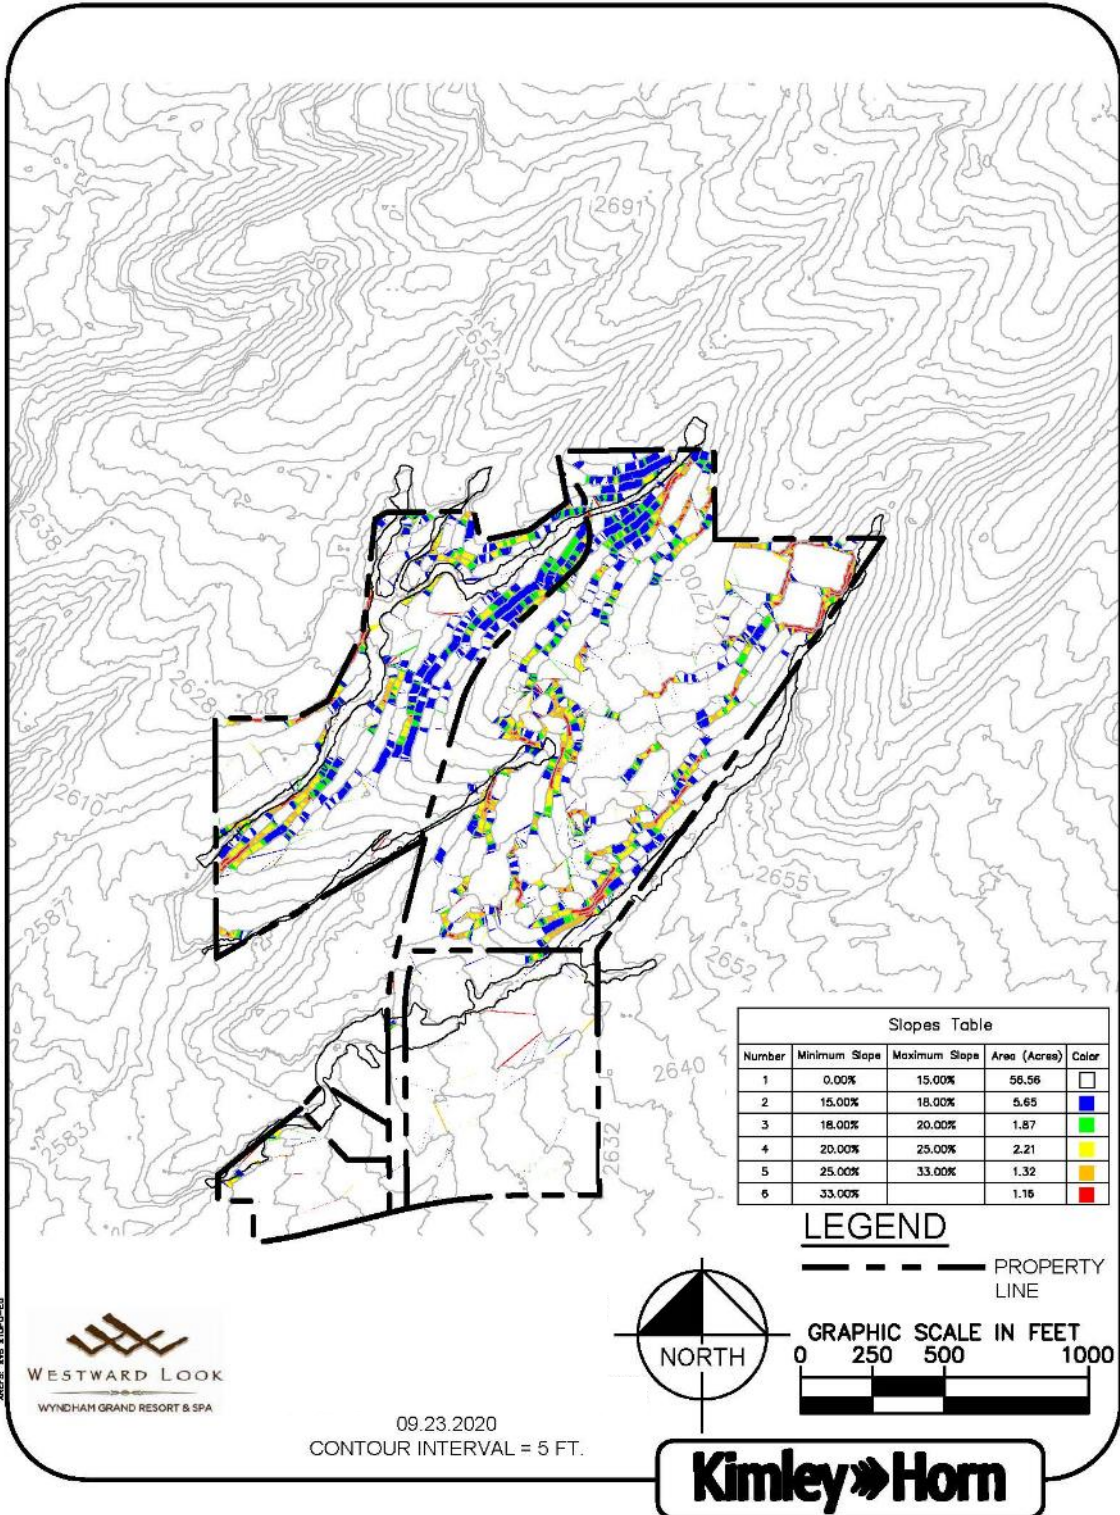 2691
2652
2638
2700
2628
2610
2655
2587
2652
2640
2632
2583
Slopes Table
Number Minimum Slope Maximum Slope Area (Acres) Color
1 0.00% 15.00% 56.56
2 15.00% 18.00% 5.65
3 18.00% 20.00% 1.87
4 20.00% 25.00% 2.21
5 25.00% 33.00% 1.32
6 33.00% 1.16
LEGEND
PROPERTY
LINE
NORTH
GRAPHIC SCALE IN FEET
0 250 500 1000
WESTWARD LOOK
WYNDHAM GRAND RESORT & SPA
09.23.2020
CONTOUR INTERVAL = 5 FT.
Kimley»Horn